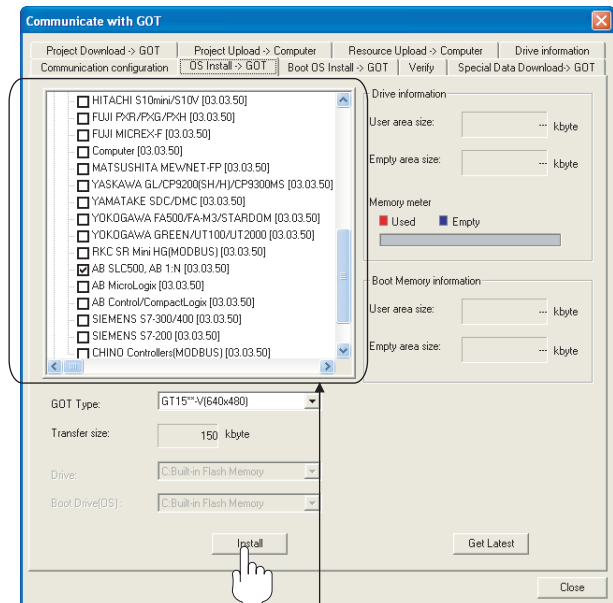 Communicate with GOT
Project Download -> GOT Project Upload -> Computer Resource Upload -> Computer Drive information
Communication configuration OS Install -> GOT Boot OS Install -> GOT Verify Special Data Download-> GOT
HITACHI S10mini/S10V [03.03.50]
FUJI PXR/PXG/PXH [03.03.50]
FUJI MICREX-F [03.03.50]
Computer [03.03.50]
MATSUSHITA MEWNET-FP [03.03.50]
YASKAWA GL/CP9200(SH/H)/CP9300MS [03.03.50]
YAMATAKE SDC/DMC [03.03.50]
YOKOGAWA FA500/FA-M3/STARDOM [03.03.50]
YOKOGAWA GREEN/UT100/UT2000 [03.03.50]
RKC SR Mini HG(MODBUS) [03.03.50]
AB SLC500, AB 1:N [03.03.50]
AB MicroLogix [03.03.50]
AB Control/CompactLogix [03.03.50]
SIEMENS S7-300/400 [03.03.50]
SIEMENS S7-200 [03.03.50]
CHINO Controllers(MODBUS) [03.03.50]
Drive information
User area size: --- kbyte
Empty area size: --- kbyte
Memory meter
Used Empty
Boot Memory information
User area size: --- kbyte
Empty area size: --- kbyte
GOT Type: GT15**-V(640x480)
Transfer size: 150 kbyte
Drive: C:Built-in Flash Memory
Boot Drive(OS) : C:Built-in Flash Memory
Install Get Latest
Close